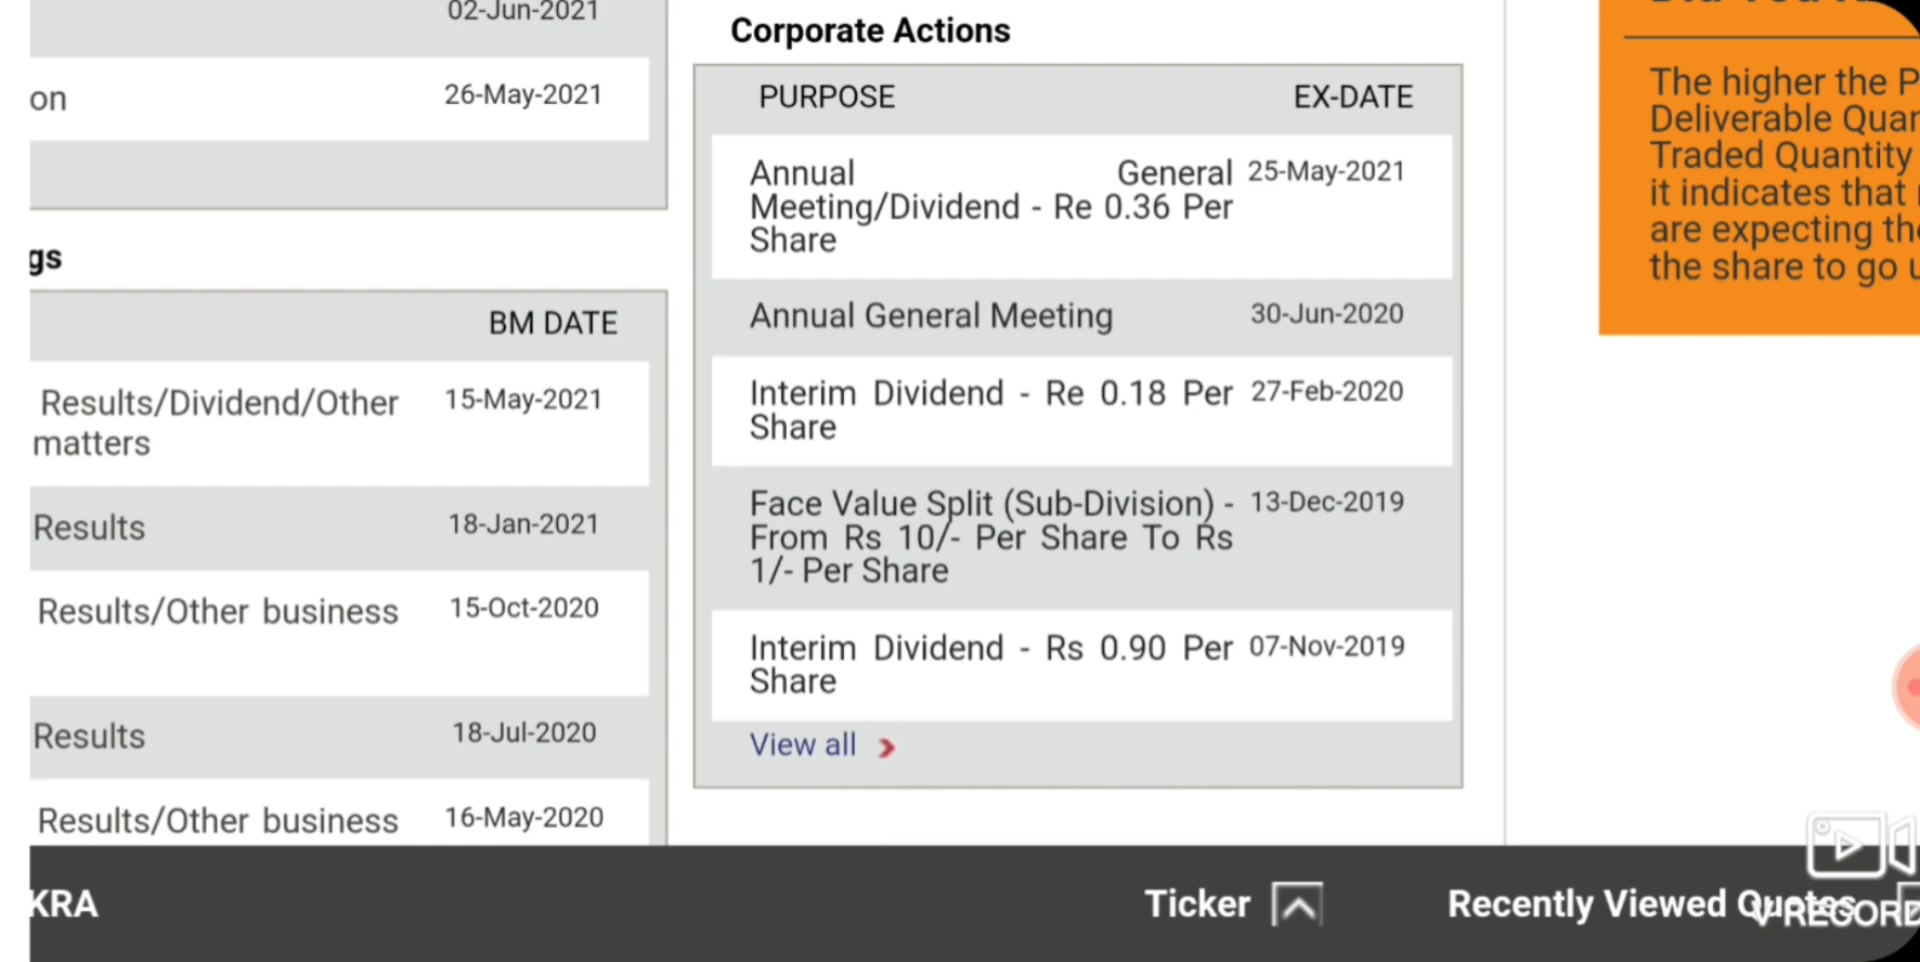 02-Jun-2021
on 26-May-2021
gs
BM DATE
Results/Dividend/Other 15-May-2021
matters
Results 18-Jan-2021
Results/Other business 15-Oct-2020
Results 18-Jul-2020
Results/Other business 16-May-2020
Corporate Actions
PURPOSE EX-DATE
Annual General 25-May-2021
Meeting/Dividend - Re 0.36 Per
Share
Annual General Meeting 30-Jun-2020
Interim Dividend - Re 0.18 Per 27-Feb-2020
Share
Face Value Split (Sub-Division) - 13-Dec-2019
From Rs 10/- Per Share To Rs
1/- Per Share
Interim Dividend - Rs 0.90 Per 07-Nov-2019
Share
View all
The higher the P
Deliverable Quan
Traded Quantity
it indicates that
are expecting the
the share to go u
KRA Ticker Recently Viewed Quotes
V RECORD